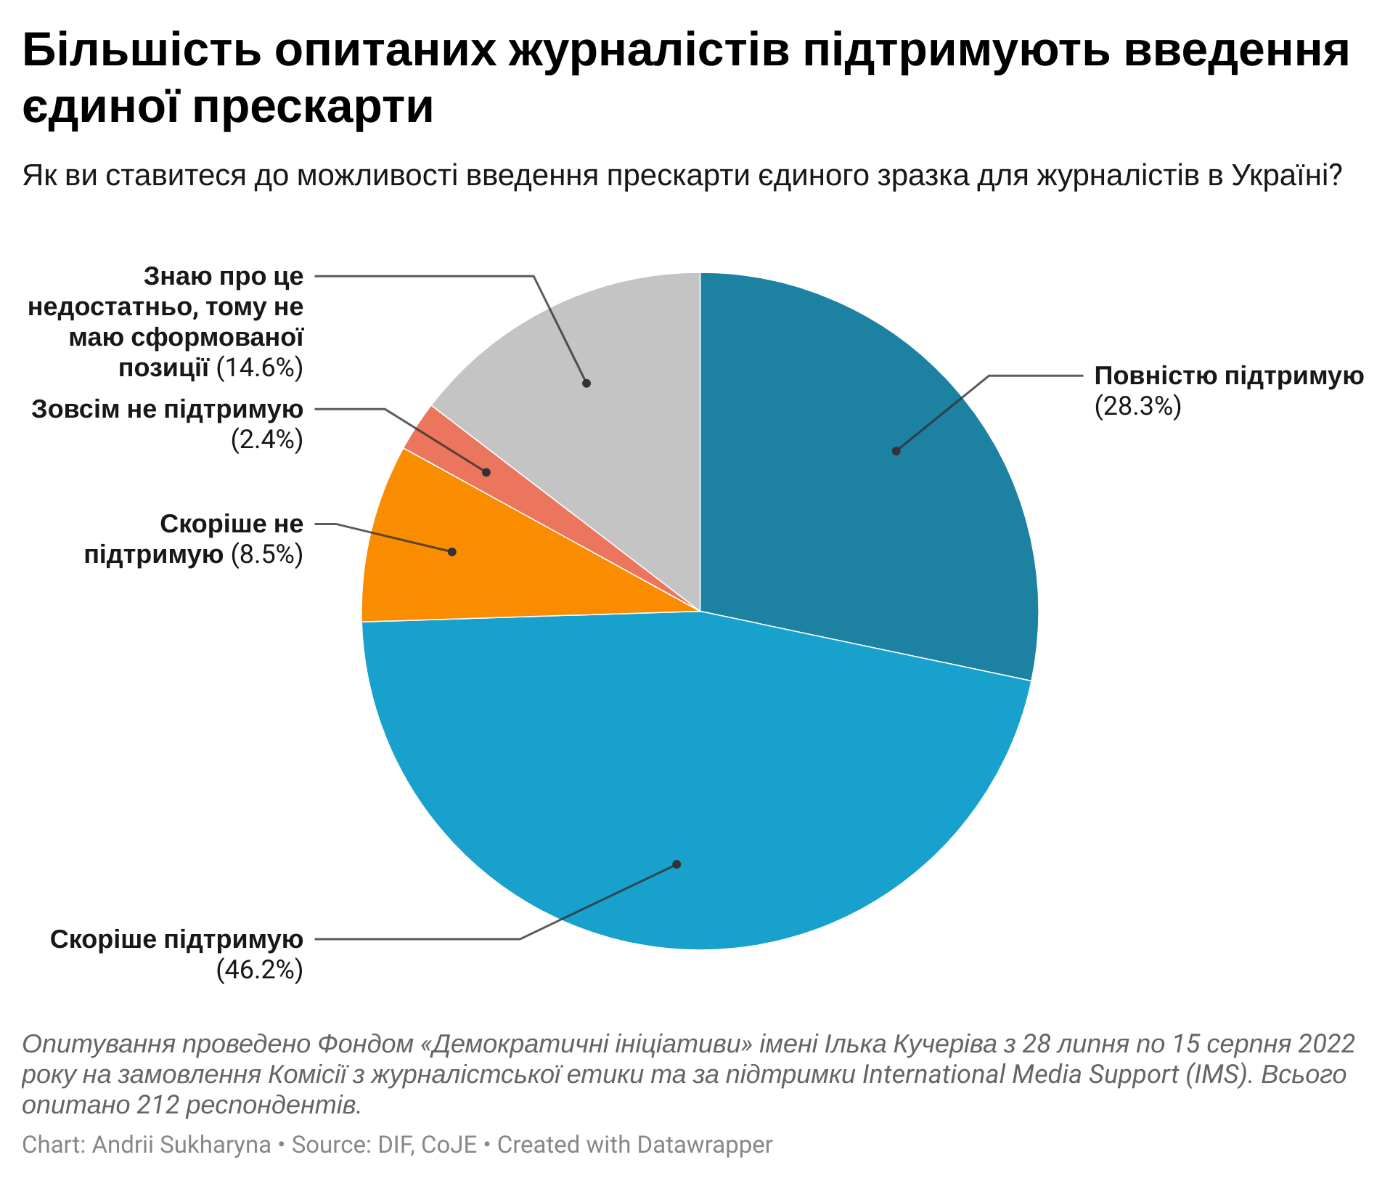 Більшість опитаних журналістів підтримують введення
єдиної прескарти
Як ви ставитеся до можливості введення прескарти єдиного зразка для журналістів в Україні?
Знаю про це
недостатньо, тому не
маю сформованої
позиції (14.6%)
Зовсім не підтримую
(2.4%)
Скоріше не
підтримую (8.5%)
Скоріше підтримую
(46.2%)
Повністю підтримую
(28.3%)
Опитування проведено Фондом «Демократичні ініціативи» імені Ілька Кучеріва з 28 липня по 15 серпня 2022
року на замовлення Комісії з журналістської етики та за підтримки International Media Support (IMS). Всього
опитано 212 респондентів.
Chart: Andrii Sukharyna • Source: DIF, CoJE • Created with Datawrapper